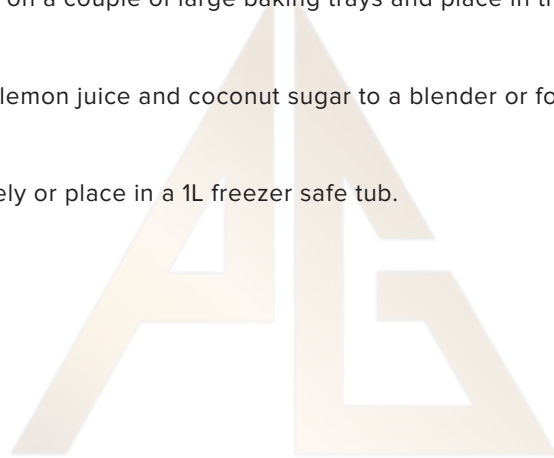 on a couple of large baking trays and place in th
lemon juice and coconut sugar to a blender or fo
ely or place in a 1L freezer safe tub.
AG